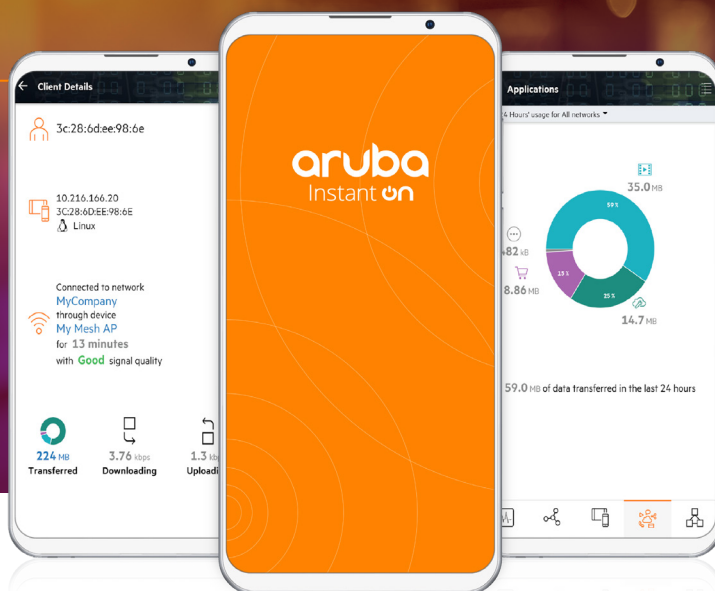 Client Details
3c:28:6d:ee:98:6e
10.216.166.20
3C:28:6D:EE:98:6E
Linux
Connected to network
MyCompany
through device
My Mesh AP
for 13 minutes
with Good signal quality
224 MB
Transferred
3.76 kbps
Downloading
1.3
aruba
Instant on
Applications
4 Hours' usage for All networks
35.0 MB
59%
25%
14.7 MB
8.86 MB
15%
482 kB
59.0 MB of data transferred in the last 24 hours